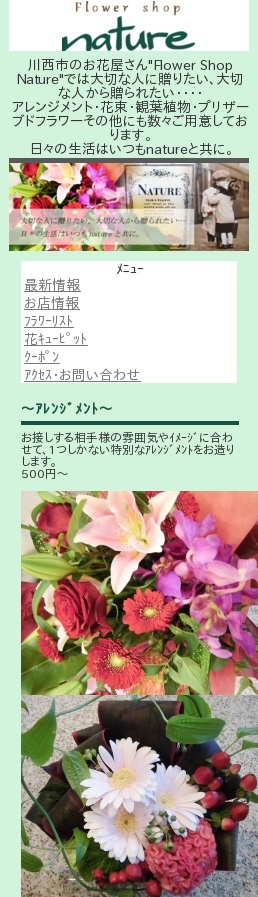 Flower shop
nature
川西市のお花屋さん"Flower Shop
Nature"では大切な人に贈りたい、大切
な人から贈られたい・・・・
アレンジメント・花束・観葉植物・プリザー
ブドフラワーその他にも数々ご用意してお
ります。
日々の生活はいつもnatureと共に。
NATURE
大切な人に贈りたい、大切な人から贈られたい…
日々の生活はいつも nature と共に。
ﾒﾆｭｰ
最新情報
お店情報
ﾌﾗﾜｰﾘｽﾄ
花ｷｭｰﾋﾟｯﾄ
ｸｰﾎﾟﾝ
ｱｸｾｽ・お問い合わせ
～ｱﾚﾝｼﾞﾒﾝﾄ～
お接しする相手様の雰囲気やｲﾒｰｼﾞに合わ
せて、1つしかない特別なｱﾚﾝｼﾞﾒﾝﾄをお造り
します。
500円～